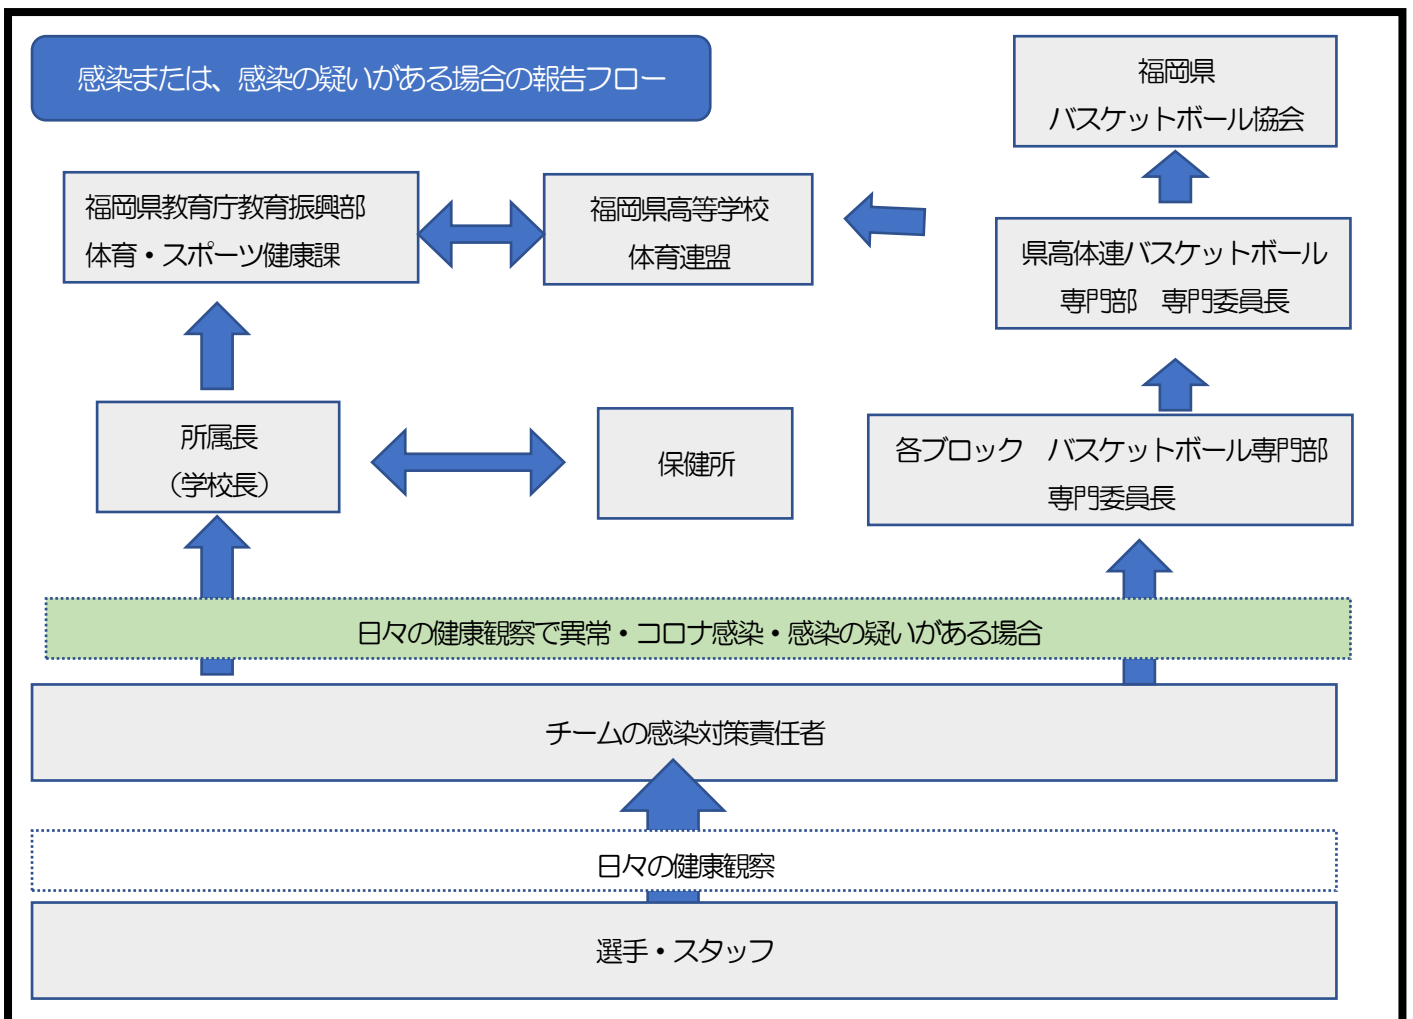 感染または、感染の疑いがある場合の報告フロー
福岡県
バスケットボール協会
福岡県教育庁教育振興部
体育・スポーツ健康課
福岡県高等学校
体育連盟
県高体連バスケットボール
専門部　専門委員長
所属長
（学校長）
保健所
各ブロック　バスケットボール専門部
専門委員長
日々の健康観察で異常・コロナ感染・感染の疑いがある場合
チームの感染対策責任者
日々の健康観察
選手・スタッフ